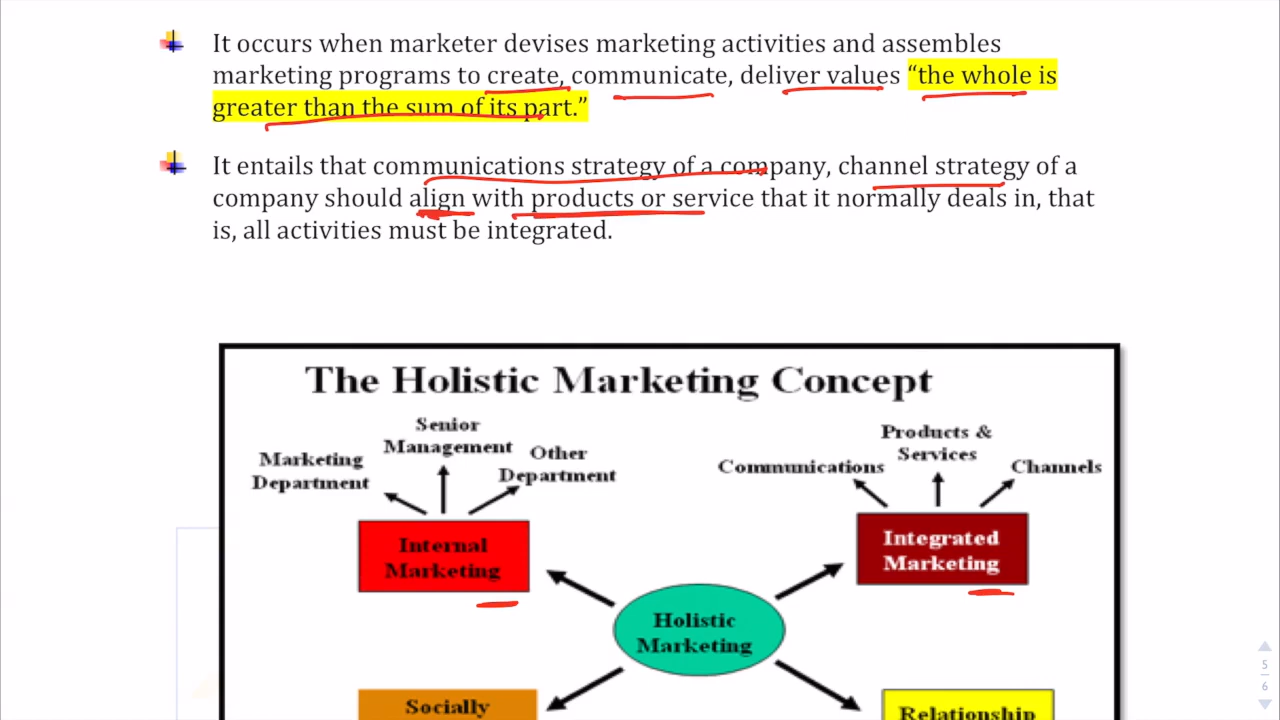 It occurs when marketer devises marketing activities and assembles
marketing programs to create, communicate, deliver values “the whole is
greater than the sum of its part.”
It entails that communications strategy of a company, channel strategy of a
company should align with products or service that it normally deals in, that
is, all activities must be integrated.
The Holistic Marketing Concept
Senior
Management
Marketing
Department
Other
Department
Products &
Services
Communications
Channels
Internal
Marketing
Integrated
Marketing
Holistic
Marketing
Socially
Relationship
5
6